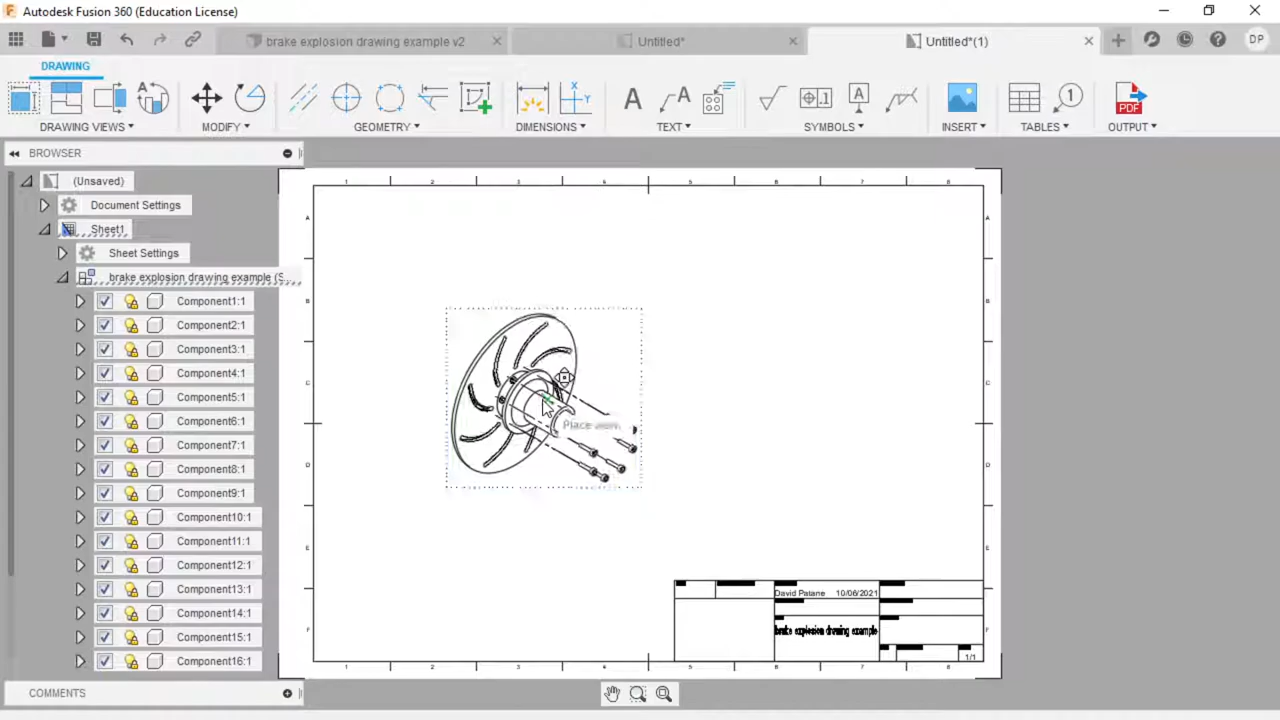 Autodesk Fusion 360 (Education License)
brake explosion drawing example v2
Untitled*
Untitled*(1)
DP
DRAWING
DRAWING VIEWS
MODIFY
GEOMETRY
DIMENSIONS
TEXT
SYMBOLS
INSERT
TABLES
OUTPUT
PDF
BROWSER
(Unsaved)
Document Settings
Sheet1
Sheet Settings
brake explosion drawing example (S...
Component1:1
Component2:1
Component3:1
Component4:1
Component5:1
Component6:1
Component7:1
Component8:1
Component9:1
Component10:1
Component11:1
Component12:1
Component13:1
Component14:1
Component15:1
Component16:1
COMMENTS
Place
David Patane 10/06/2021
brake explosion drawing example
1/1